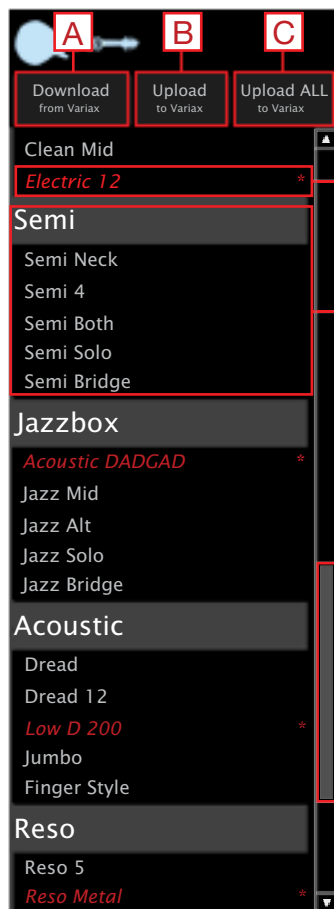 A
B
C
Download
from Variax
Upload
to Variax
Upload ALL
to Variax
Clean Mid
Electric 12 *
Semi
Semi Neck
Semi 4
Semi Both
Semi Solo
Semi Bridge
Jazzbox
Acoustic DADGAD *
Jazz Mid
Jazz Alt
Jazz Solo
Jazz Bridge
Acoustic
Dread
Dread 12
Low D 200 *
Jumbo
Finger Style
Reso
Reso 5
Reso Metal *